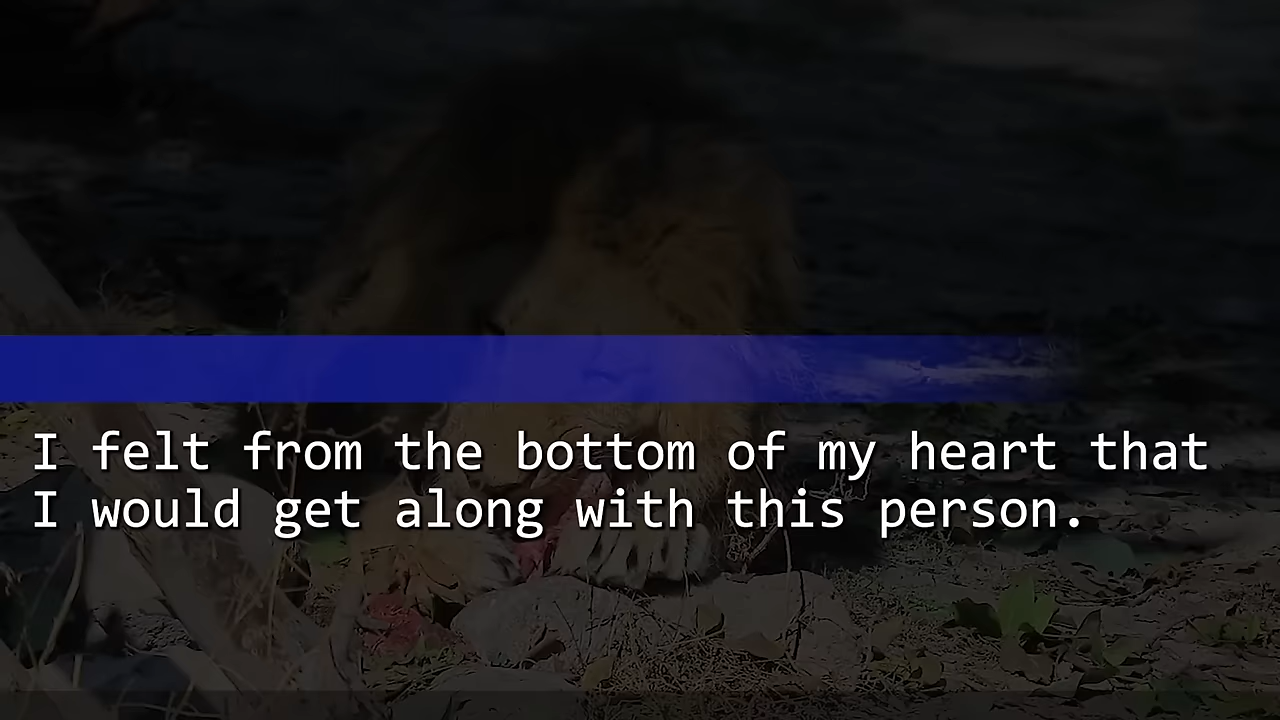 I felt from the bottom of my heart that
I would get along with this person.